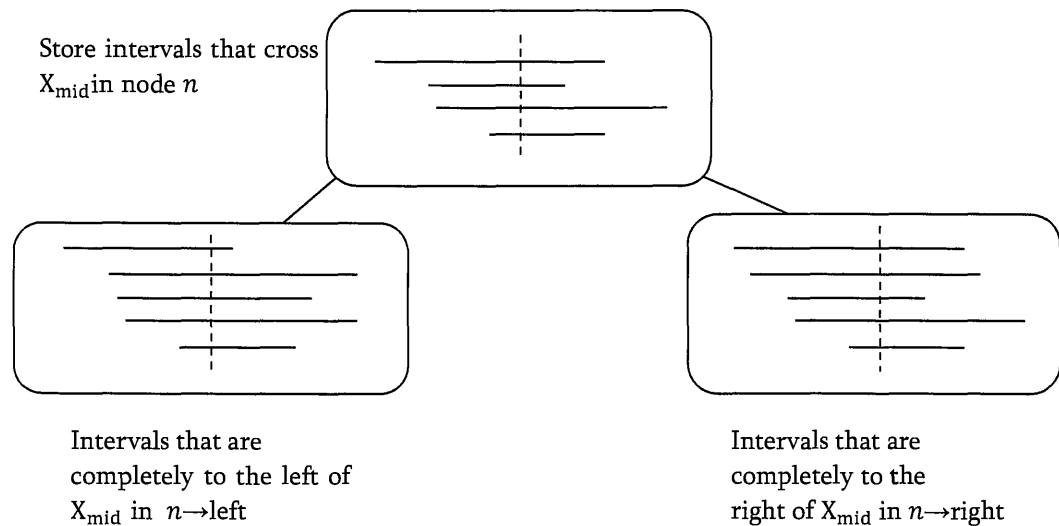 Store intervals that cross
X_mid in node n
Intervals that are
completely to the left of
X_mid in n→left
Intervals that are
completely to the
right of X_mid in n→right